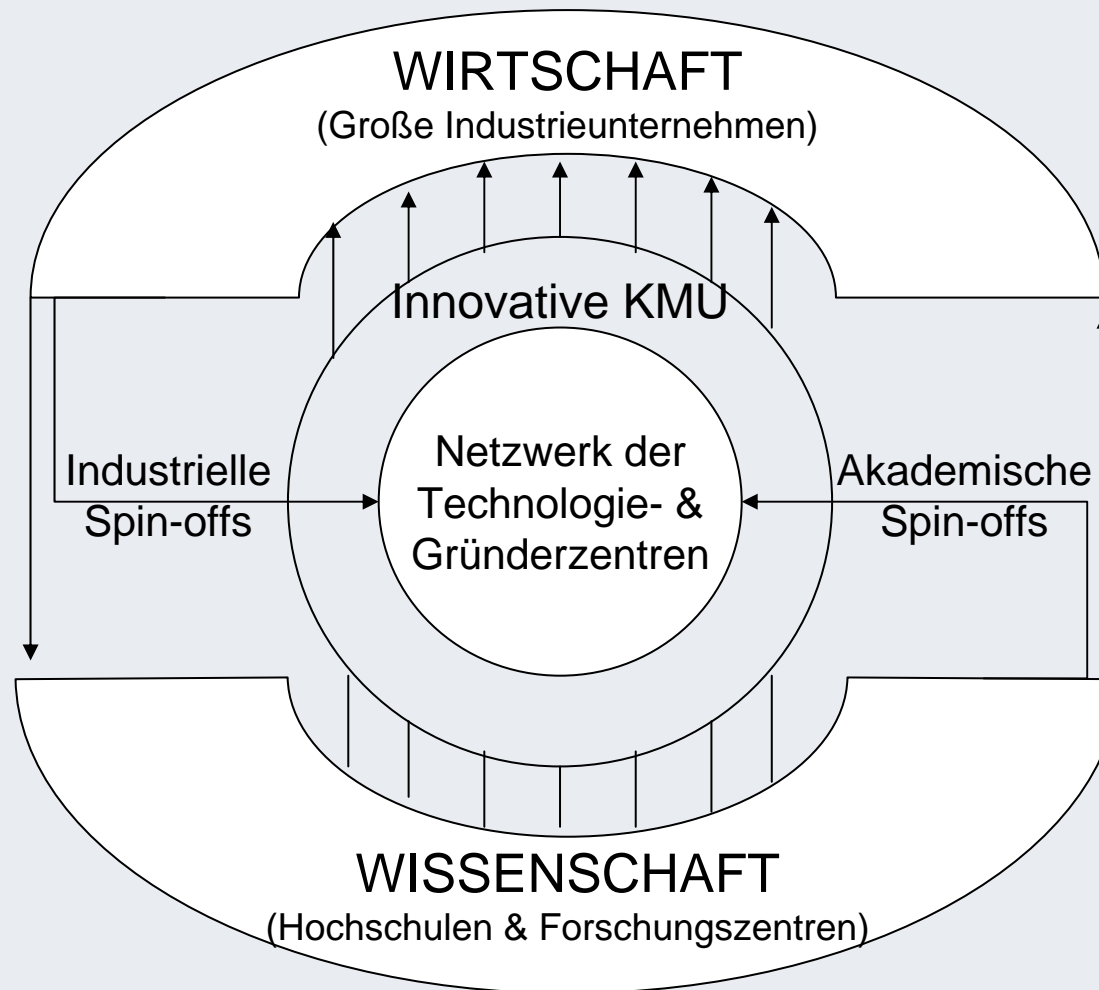 WIRTSCHAFT
(Große Industrieunternehmen)
Innovative KMU
Industrielle
Spin-offs
Netzwerk der
Technologie- &
Gründerzentren
Akademische
Spin-offs
WISSENSCHAFT
(Hochschulen & Forschungszentren)